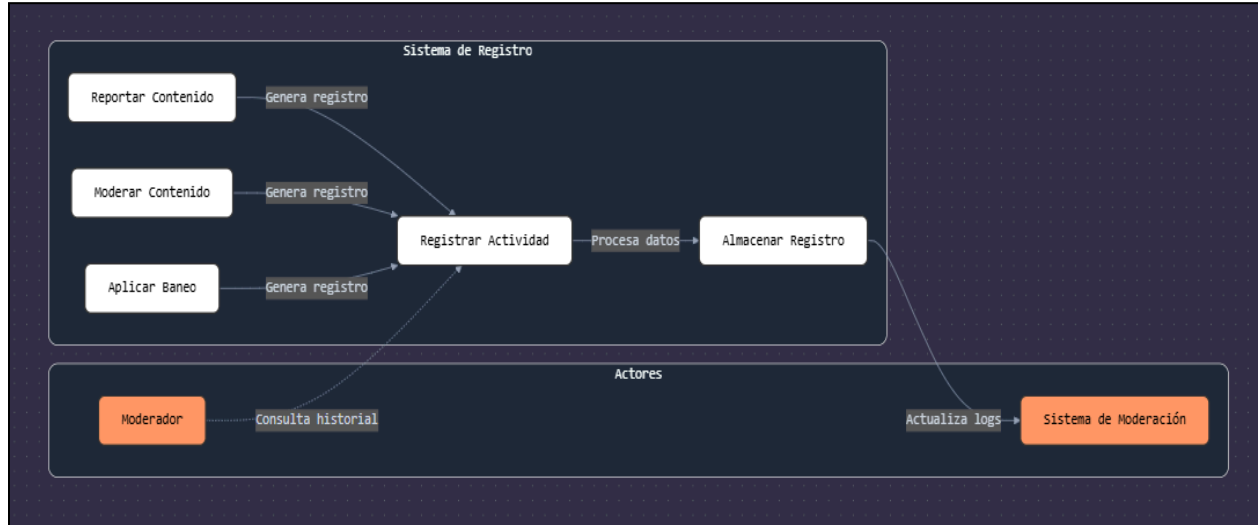 Sistema de Registro
Reportar Contenido
Genera registro
Moderar Contenido
Genera registro
Registrar Actividad
Procesa datos
Almacenar Registro
Aplicar Baneo
Genera registro
Actores
Moderador
Consulta historial
Actualiza logs
Sistema de Moderación